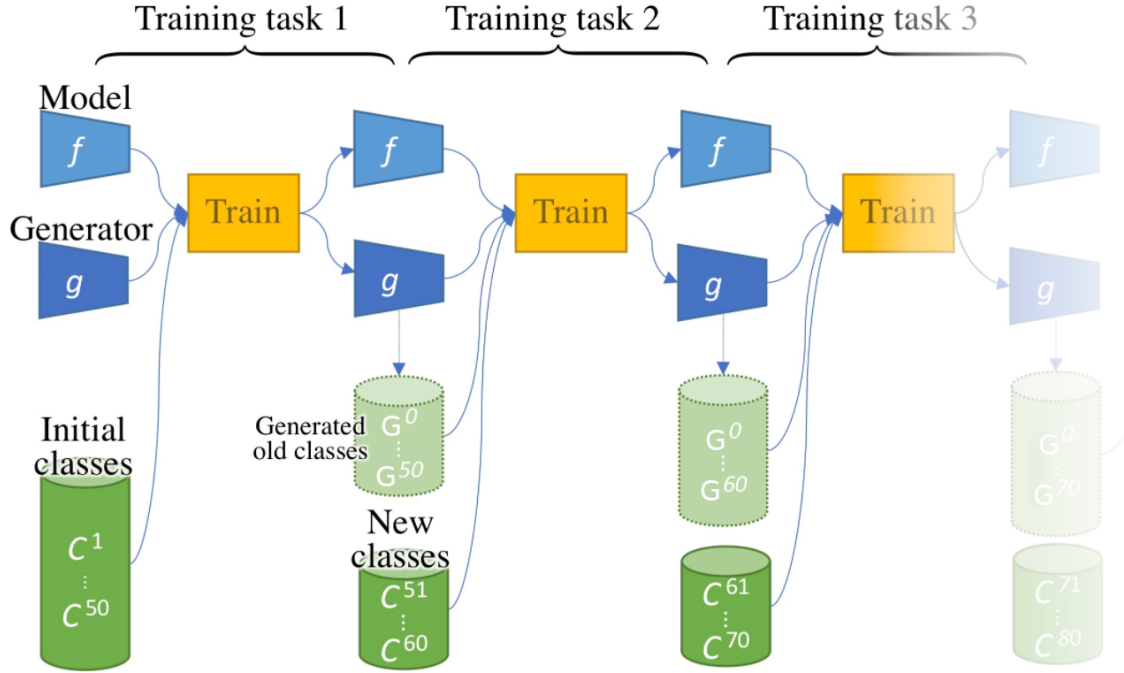 Training task 1 Training task 2 Training task 3
Model
f f f f
Train Train Train
Generator
g g g g
Generated
old classes
G⁰
⋮
G⁵⁰
G⁰
⋮
G⁶⁰
G⁰
⋮
G⁷⁰
Initial
classes
C¹
⋮
C⁵⁰
New
classes
C⁵¹
⋮
C⁶⁰
C⁶¹
⋮
C⁷⁰
C⁷¹
⋮
C⁸⁰